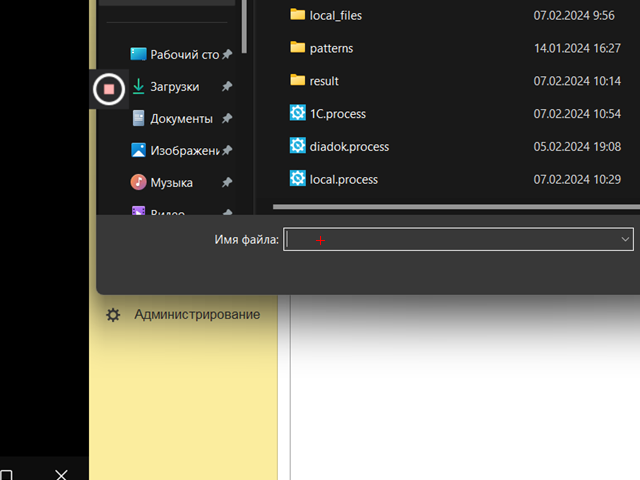 local_files 07.02.2024 9:56
Рабочий сто patterns 14.01.2024 16:27
Загрузки result 07.02.2024 10:14
Документы 1C.process 07.02.2024 10:54
Изображени diadok.process 05.02.2024 19:08
Музыка local.process 07.02.2024 10:29
Видео
Имя файла:
Администрирование